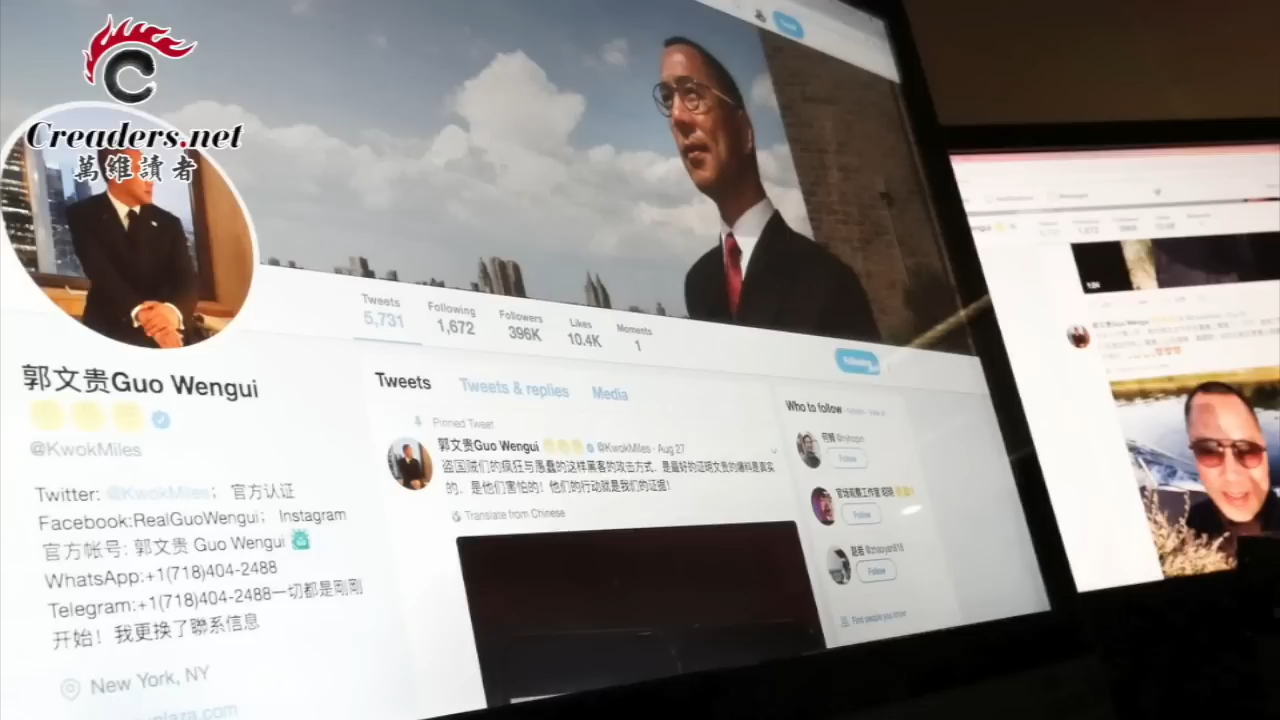 Creaders.net
萬維讀者
Tweet
Tweets
5,731
Following
1,672
Followers
396K
Likes
10.4K
Moments
1
Following
郭文贵Guo Wengui
@KwokMiles
Twitter: @KwokMiles； 官方认证
Facebook:RealGuoWengui； Instagram
官方帐号: 郭文贵 Guo Wengui
WhatsApp:+1(718)404-2488
Telegram:+1(718)404-2488一切都是刚刚
开始！我更换了聯系信息
New York, NY
Tweets
Tweets & replies
Media
Pinned Tweet
郭文贵Guo Wengui @KwokMiles · Aug 27
盗国贼们的疯狂与愚蠢的这样黑客的攻击方式．是最好的证明文贵的爆料是真实
的．是他们害怕的！他们的行动就是我们的证据！
Translate from Chinese
Who to follow
Follow
Follow
赵岩
Follow
Find people you know